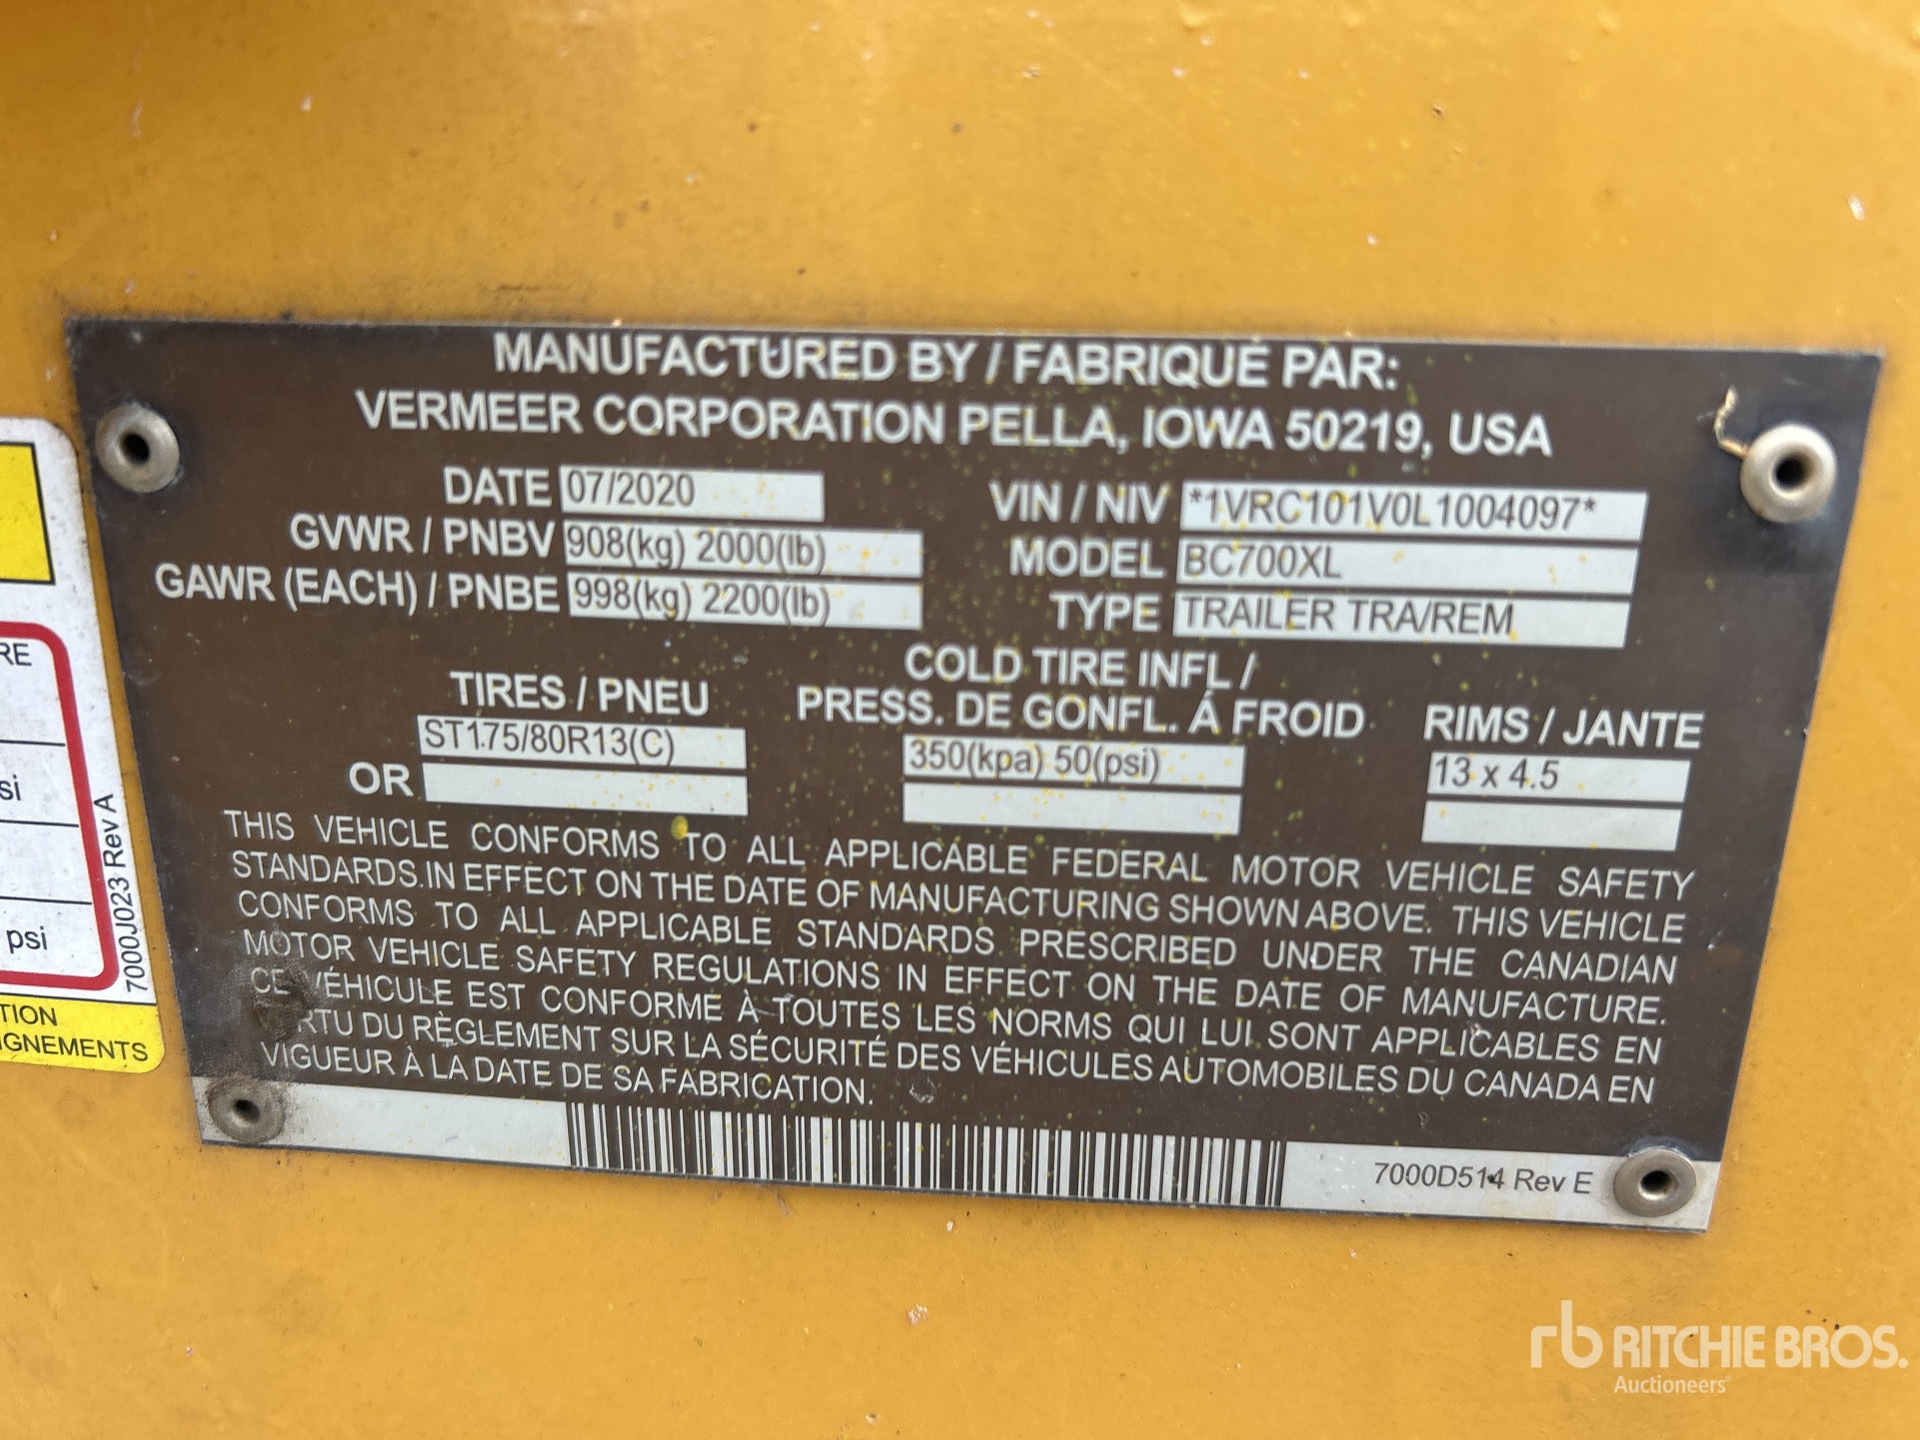 MANUFACTURED BY / FABRIQUÉ PAR:
VERMEER CORPORATION PELLA, IOWA 50219, USA
DATE 07/2020
VIN / NIV *1VRC101V0L1004097*
GVWR / PNBV 908(kg) 2000(lb)
MODEL BC700XL
GAWR (EACH) / PNBE 998(kg) 2200(lb)
TYPE TRAILER TRA/REM
TIRES / PNEU
COLD TIRE INFL /
PRESS. DE GONFL. Á FROID
RIMS / JANTE
ST175/80R13(C)
350(kpa) 50(psi)
13 x 4.5
OR
THIS VEHICLE CONFORMS TO ALL APPLICABLE FEDERAL MOTOR VEHICLE SAFETY
STANDARDS IN EFFECT ON THE DATE OF MANUFACTURING SHOWN ABOVE. THIS VEHICLE
CONFORMS TO ALL APPLICABLE STANDARDS PRESCRIBED UNDER THE CANADIAN
MOTOR VEHICLE SAFETY REGULATIONS IN EFFECT ON THE DATE OF MANUFACTURE.
CE VÉHICULE EST CONFORME À TOUTES LES NORMS QUI LUI SONT APPLICABLES EN
VERTU DU RÈGLEMENT SUR LA SÉCURITÉ DES VÉHICULES AUTOMOBILES DU CANADA EN
VIGUEUR À LA DATE DE SA FABRICATION.
7000D514 Rev E
RE
si
psi
7000J023 Rev A
TION
IGNEMENTS
rb RITCHIE BROS.
Auctioneers